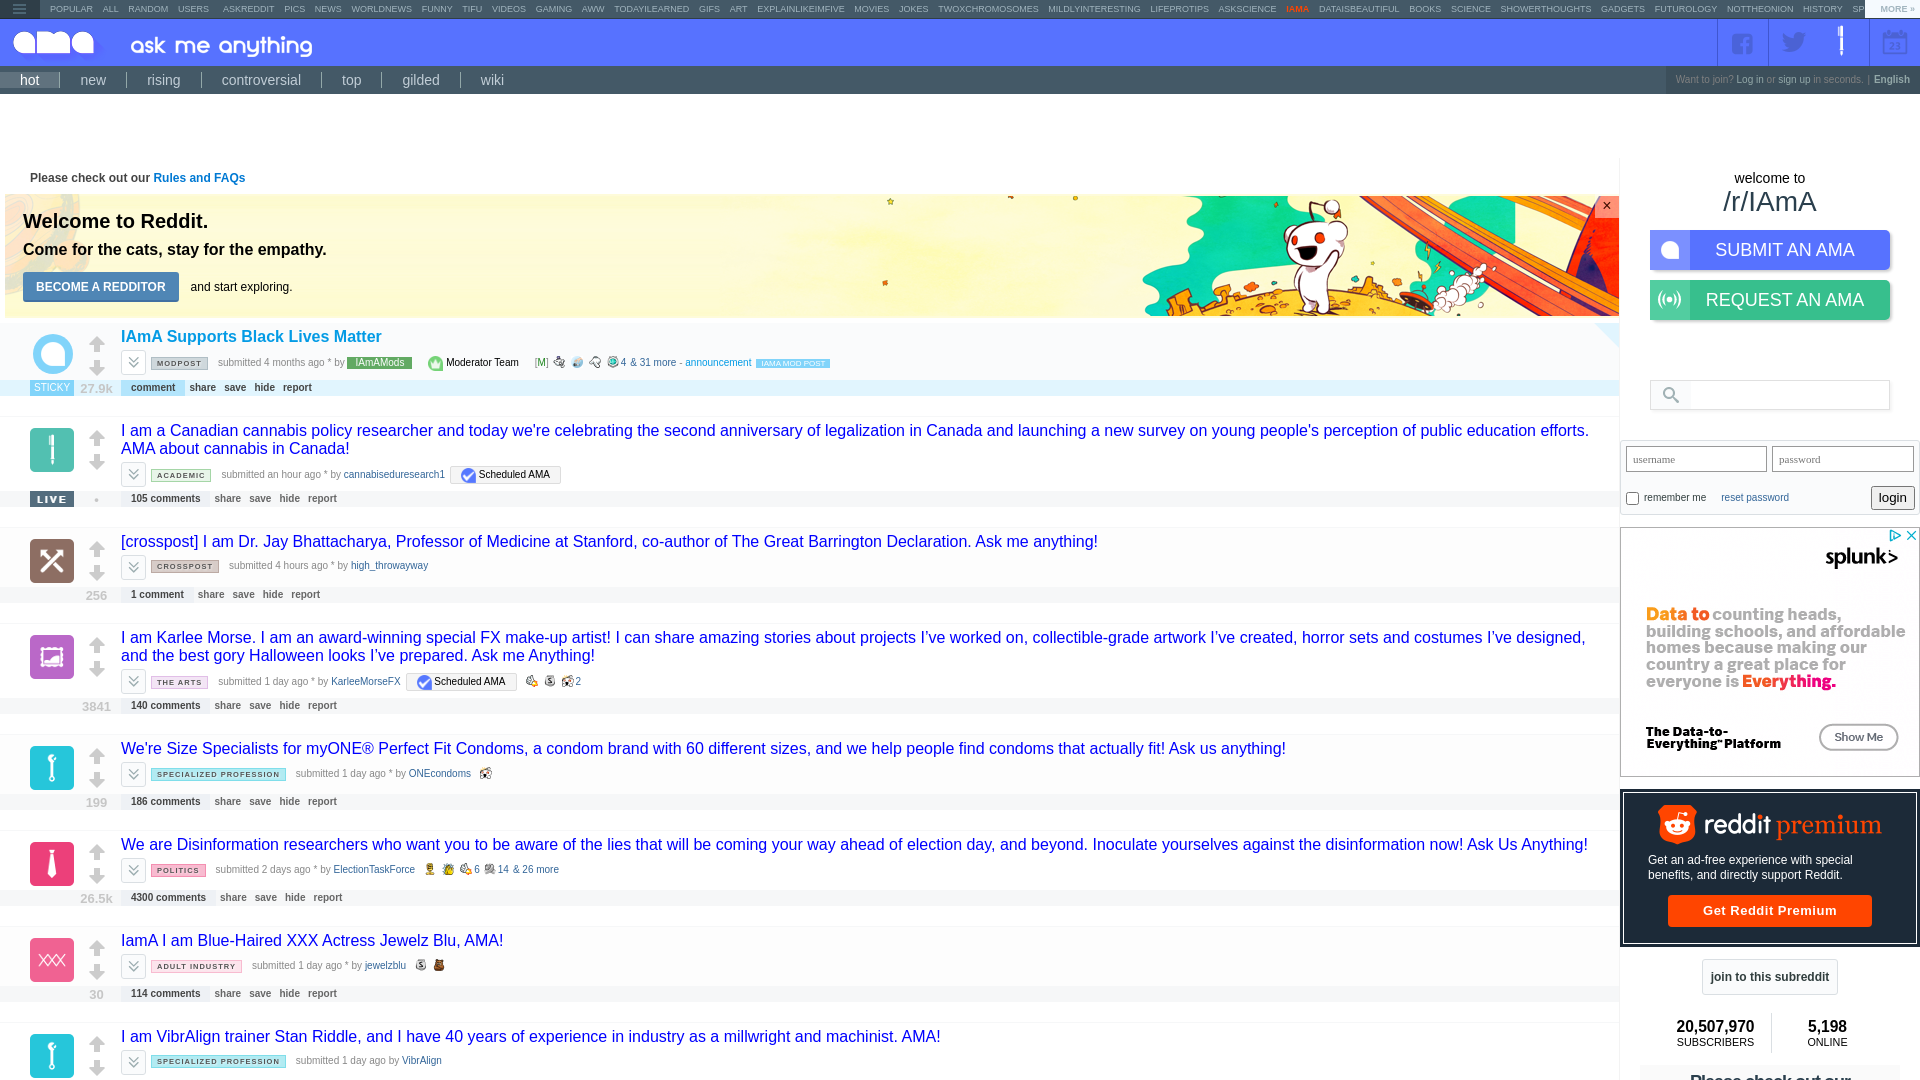 POPULAR ALL RANDOM USERS ASKREDDIT PICS NEWS WORLDNEWS FUNNY TIFU VIDEOS GAMING AWW TODAYILEARNED GIFS ART EXPLAINLIKEIMFIVE MOVIES JOKES TWOXCHROMOSOMES MILDLYINTERESTING LIFEPROTIPS ASKSCIENCE IAMA DATAISBEAUTIFUL BOOKS SCIENCE SHOWERTHOUGHTS GADGETS FUTUROLOGY NOTTHEONION HISTORY SP MORE »
ama ask me anything 23
hot new rising controversial top gilded wiki
Want to join? Log in or sign up in seconds. | English
Please check out our Rules and FAQs
Welcome to Reddit.
Come for the cats, stay for the empathy.
BECOME A REDDITOR and start exploring.
×
IAmA Supports Black Lives Matter
MODPOST submitted 4 months ago * by IAmAMods Moderator Team [M] 4 & 31 more - announcement IAMA MOD POST
STICKY 27.9k comment share save hide report
I am a Canadian cannabis policy researcher and today we're celebrating the second anniversary of legalization in Canada and launching a new survey on young people's perception of public education efforts.
AMA about cannabis in Canada!
ACADEMIC submitted an hour ago * by cannabiseduresearch1 Scheduled AMA
LIVE • 105 comments share save hide report
[crosspost] I am Dr. Jay Bhattacharya, Professor of Medicine at Stanford, co-author of The Great Barrington Declaration. Ask me anything!
CROSSPOST submitted 4 hours ago * by high_throwayway
256 1 comment share save hide report
I am Karlee Morse. I am an award-winning special FX make-up artist! I can share amazing stories about projects I’ve worked on, collectible-grade artwork I’ve created, horror sets and costumes I’ve designed,
and the best gory Halloween looks I’ve prepared. Ask me Anything!
THE ARTS submitted 1 day ago * by KarleeMorseFX Scheduled AMA 2
3841 140 comments share save hide report
We're Size Specialists for myONE® Perfect Fit Condoms, a condom brand with 60 different sizes, and we help people find condoms that actually fit! Ask us anything!
SPECIALIZED PROFESSION submitted 1 day ago * by ONEcondoms
199 186 comments share save hide report
We are Disinformation researchers who want you to be aware of the lies that will be coming your way ahead of election day, and beyond. Inoculate yourselves against the disinformation now! Ask Us Anything!
POLITICS submitted 2 days ago * by ElectionTaskForce 6 14 & 26 more
26.5k 4300 comments share save hide report
IamA I am Blue-Haired XXX Actress Jewelz Blu, AMA!
XXX
ADULT INDUSTRY submitted 1 day ago * by jewelzblu
30 114 comments share save hide report
I am VibrAlign trainer Stan Riddle, and I have 40 years of experience in industry as a millwright and machinist. AMA!
SPECIALIZED PROFESSION submitted 1 day ago by VibrAlign
welcome to
/r/IAmA
SUBMIT AN AMA
REQUEST AN AMA
username password
remember me reset password login
splunk>
Data to counting heads,
building schools, and affordable
homes because making our
country a great place for
everyone is Everything.
The Data-to-
Everything™ Platform
Show Me
reddit premium
Get an ad-free experience with special
benefits, and directly support Reddit.
Get Reddit Premium
join to this subreddit
20,507,970 5,198
SUBSCRIBERS ONLINE
Please check out our